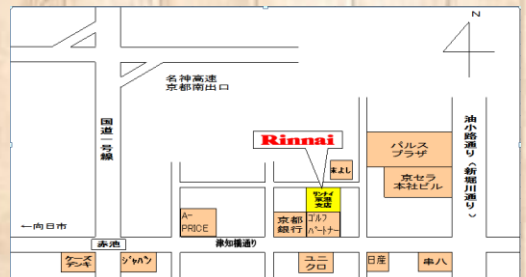 N
名神高速
京都南出口
国道一号線
油小路通り（新堀川通り）
Rinnai
パルス
プラザ
まよし
京セラ
本社ビル
リンナイ
京滋
支店
A-
PRICE
京都
銀行
ゴルフ
パートナー
←向日市
赤池
津知橋通り
ケーズ
デンキ
ジャパン
ユニ
クロ
日産
串八